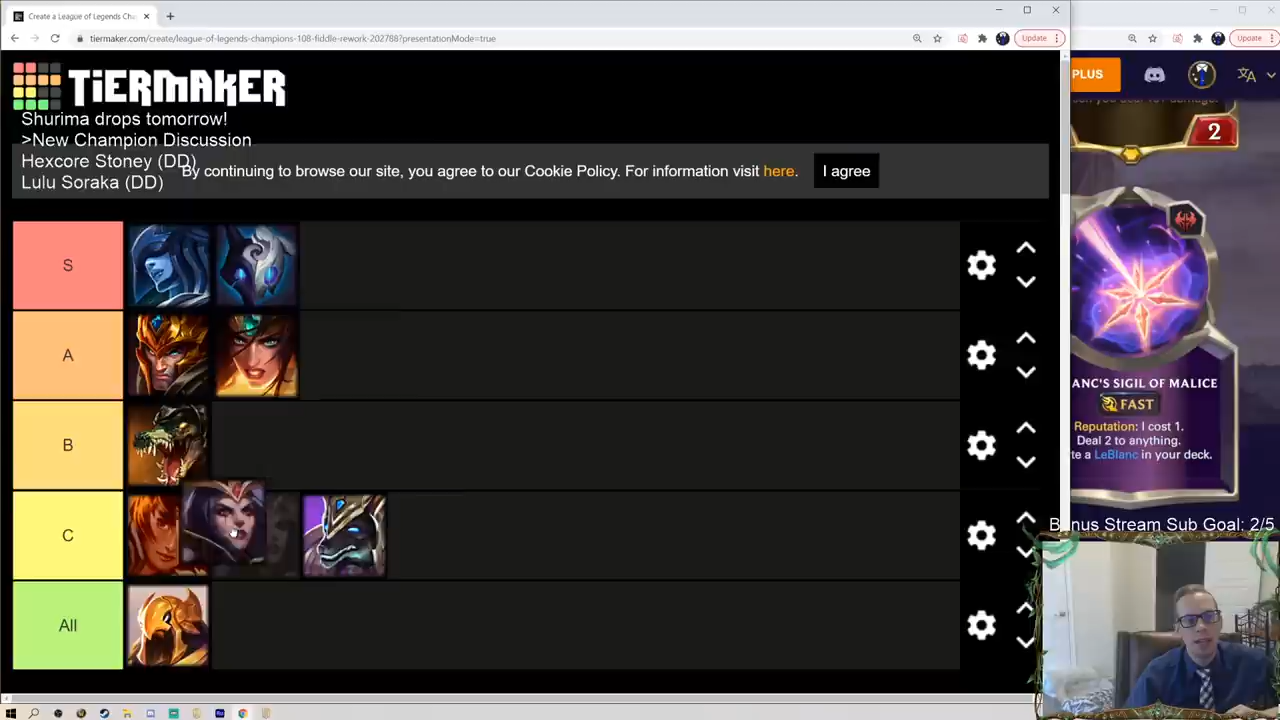 Create a League of Legends Cha
Update
Update
tiermaker.com/create/league-of-legends-champions-108-fiddle-rework-202788?presentationMode=true
PLUS
TiERMAKER
Shurima drops tomorrow!
>New Champion Discussion
Hexcore Stoney (DD)
Lulu Soraka (DD)
By continuing to browse our site, you agree to our Cookie Policy. For information visit here.
I agree
2
S
A
B
C
All
ANC'S SIGIL OF MALICE
FAST
Reputation: I cost 1.
Deal 2 to anything.
te a LeBlanc in your deck.
Bonus Stream Sub Goal: 2/5